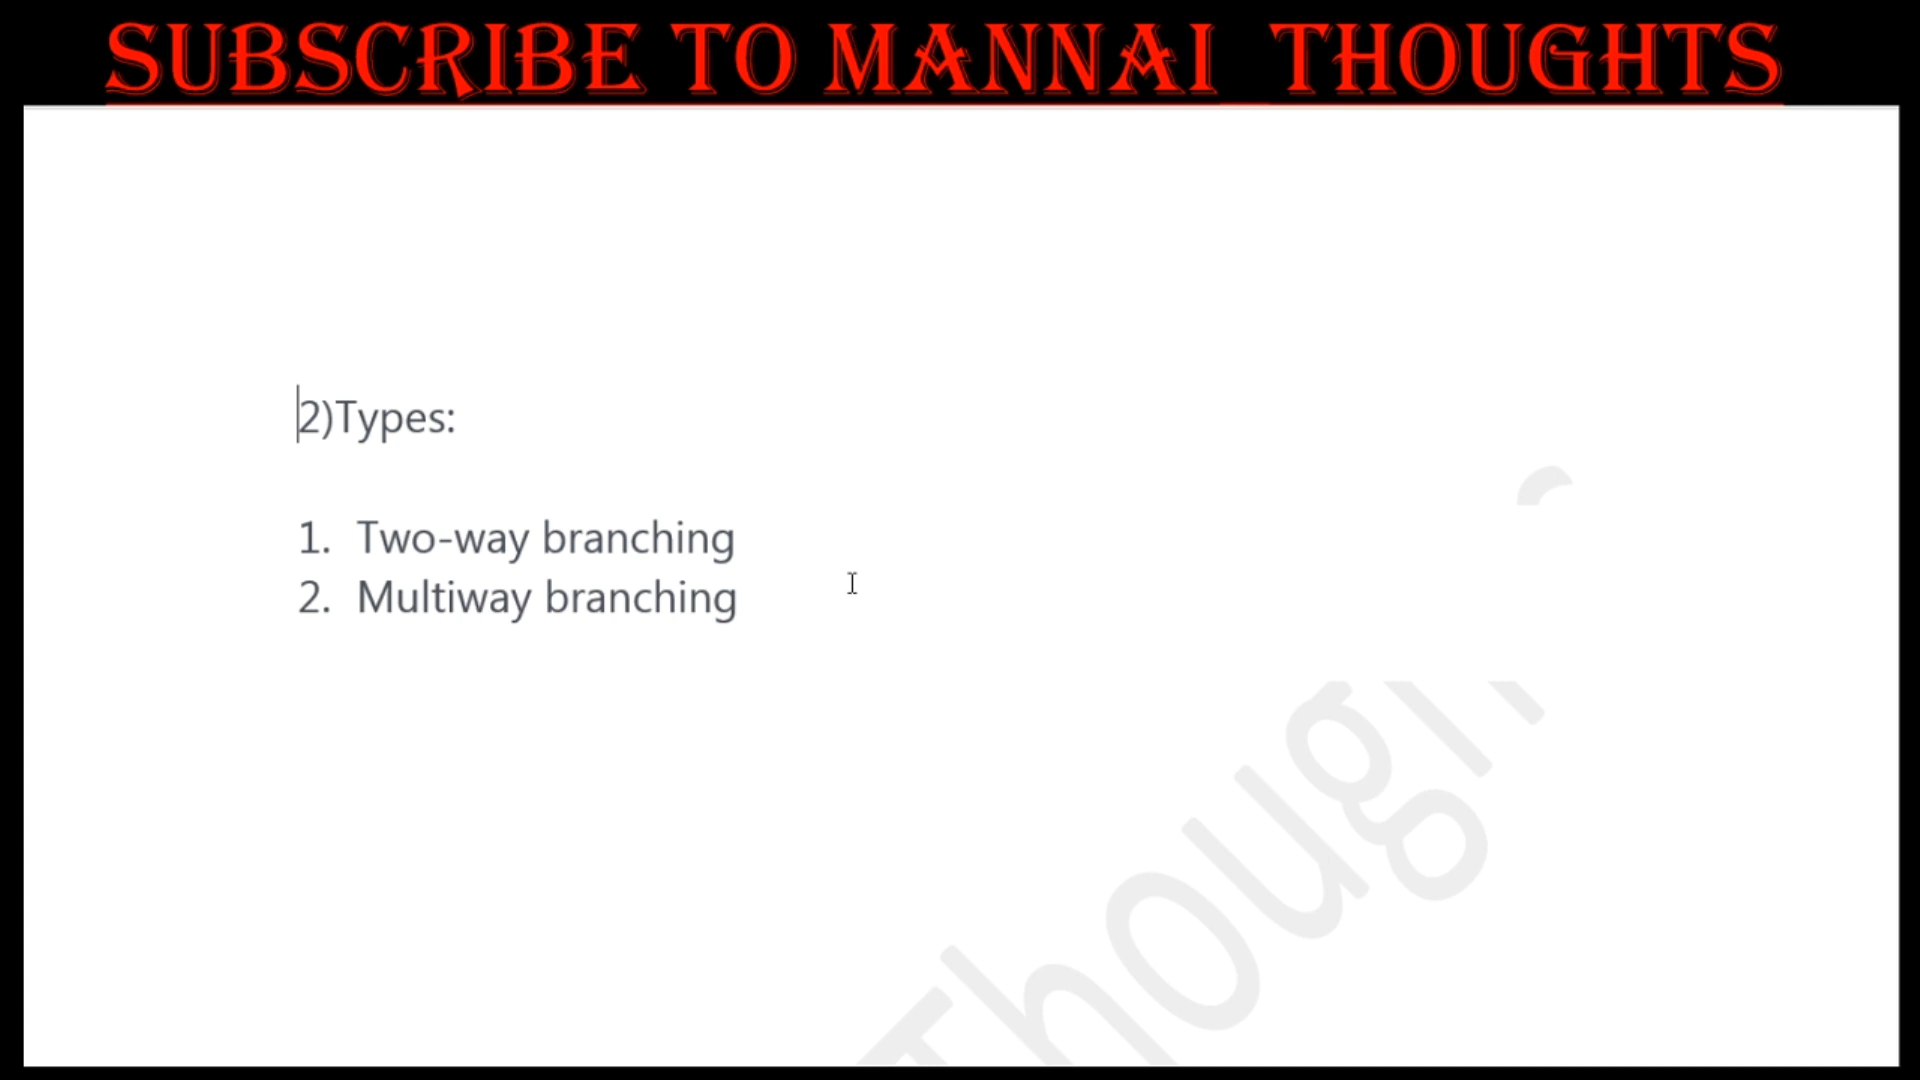 SUBSCRIBE TO MANNAI THOUGHTS
2)Types:
1. Two-way branching
2. Multiway branching